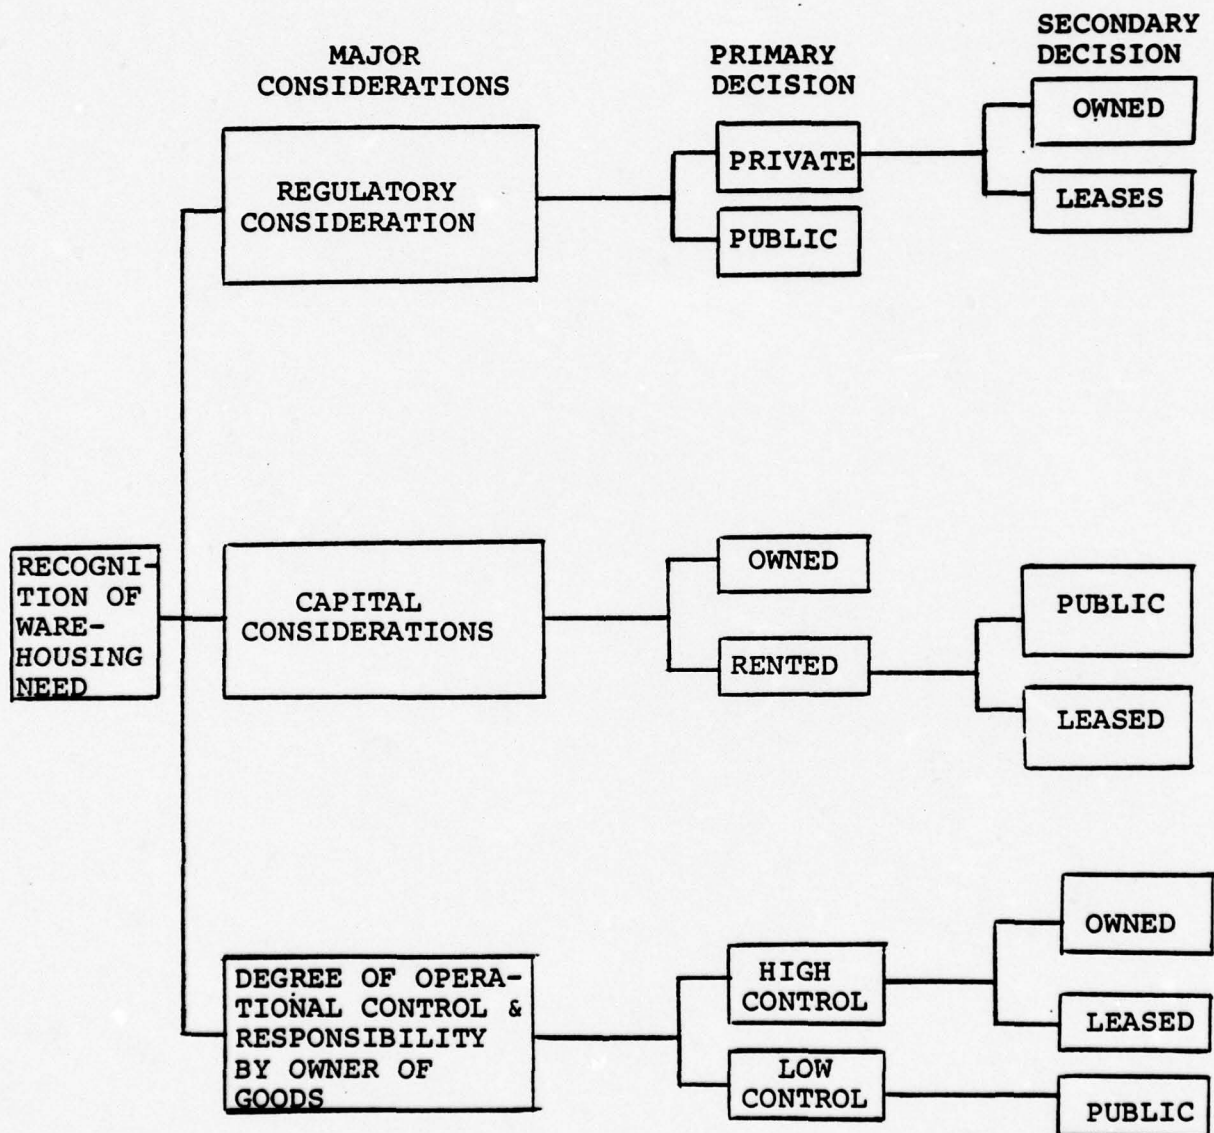 MAJOR
CONSIDERATIONS
PRIMARY
DECISION
SECONDARY
DECISION
REGULATORY
CONSIDERATION
PRIVATE
PUBLIC
OWNED
LEASES
RECOGNI-
TION OF
WARE-
HOUSING
NEED
CAPITAL
CONSIDERATIONS
OWNED
RENTED
PUBLIC
LEASED
DEGREE OF OPERA-
TIONAL CONTROL &
RESPONSIBILITY
BY OWNER OF
GOODS
HIGH
CONTROL
LOW
CONTROL
OWNED
LEASED
PUBLIC